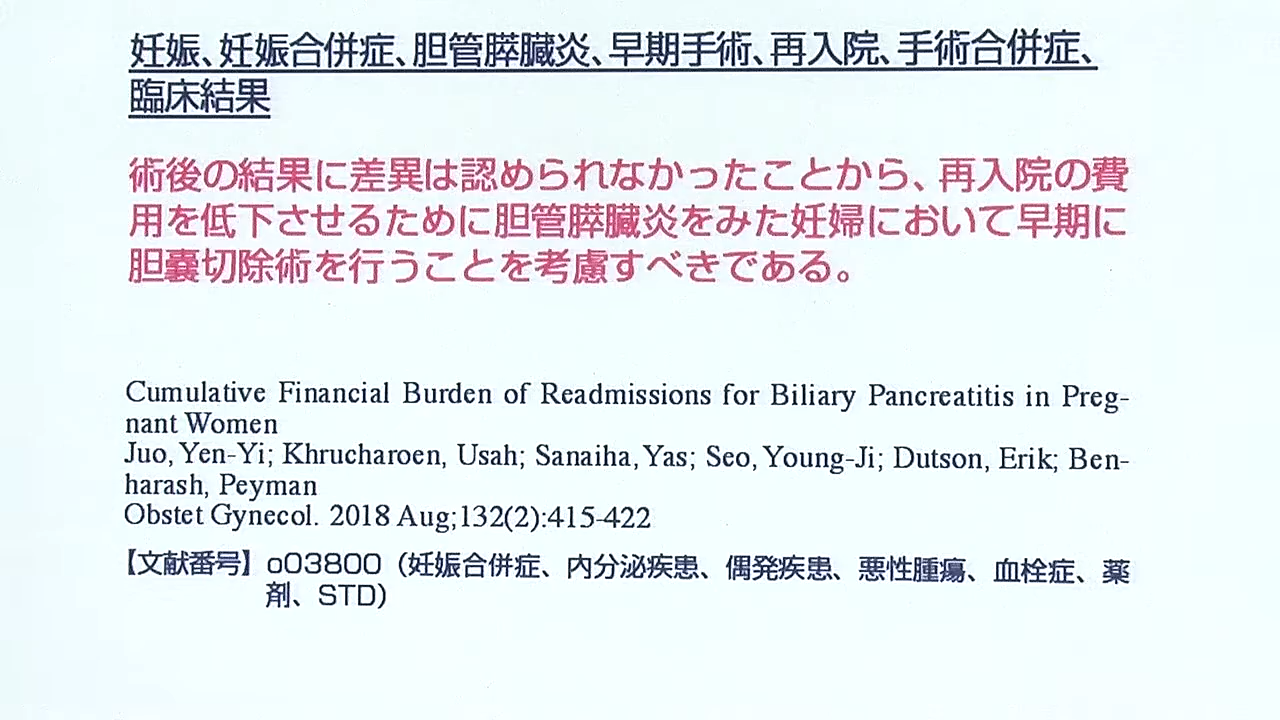 妊娠、妊娠合併症、胆管膵臓炎、早期手術、再入院、手術合併症、
臨床結果
術後の結果に差異は認められなかったことから、再入院の費
用を低下させるために胆管膵臓炎をみた妊婦において早期に
胆嚢切除術を行うことを考慮すべきである。
Cumulative Financial Burden of Readmissions for Biliary Pancreatitis in Preg-
nant Women
Juo, Yen-Yi; Khrucharoen, Usah; Sanaiha, Yas; Seo, Young-Ji; Dutson, Erik; Ben-
harash, Peyman
Obstet Gynecol. 2018 Aug;132(2):415-422
【文献番号】o03800（妊娠合併症、内分泌疾患、偶発疾患、悪性腫瘍、血栓症、薬
剤、STD）